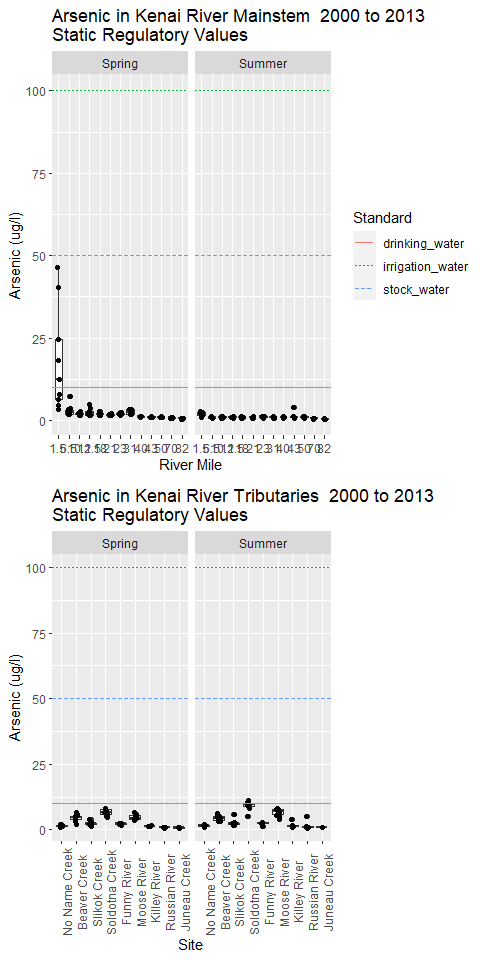 Arsenic in Kenai River Mainstem  2000 to 2013
Static Regulatory Values
Spring
Summer
100
75
50
25
0
Arsenic (ug/l)
River Mile
Standard
drinking_water
irrigation_water
stock_water
Arsenic in Kenai River Tributaries  2000 to 2013
Static Regulatory Values
Spring
Summer
100
75
50
25
0
Arsenic (ug/l)
No Name Creek
Beaver Creek
Slikok Creek
Soldotna Creek
Funny River
Moose River
Killey River
Russian River
Juneau Creek
No Name Creek
Beaver Creek
Slikok Creek
Soldotna Creek
Funny River
Moose River
Killey River
Russian River
Juneau Creek
Site